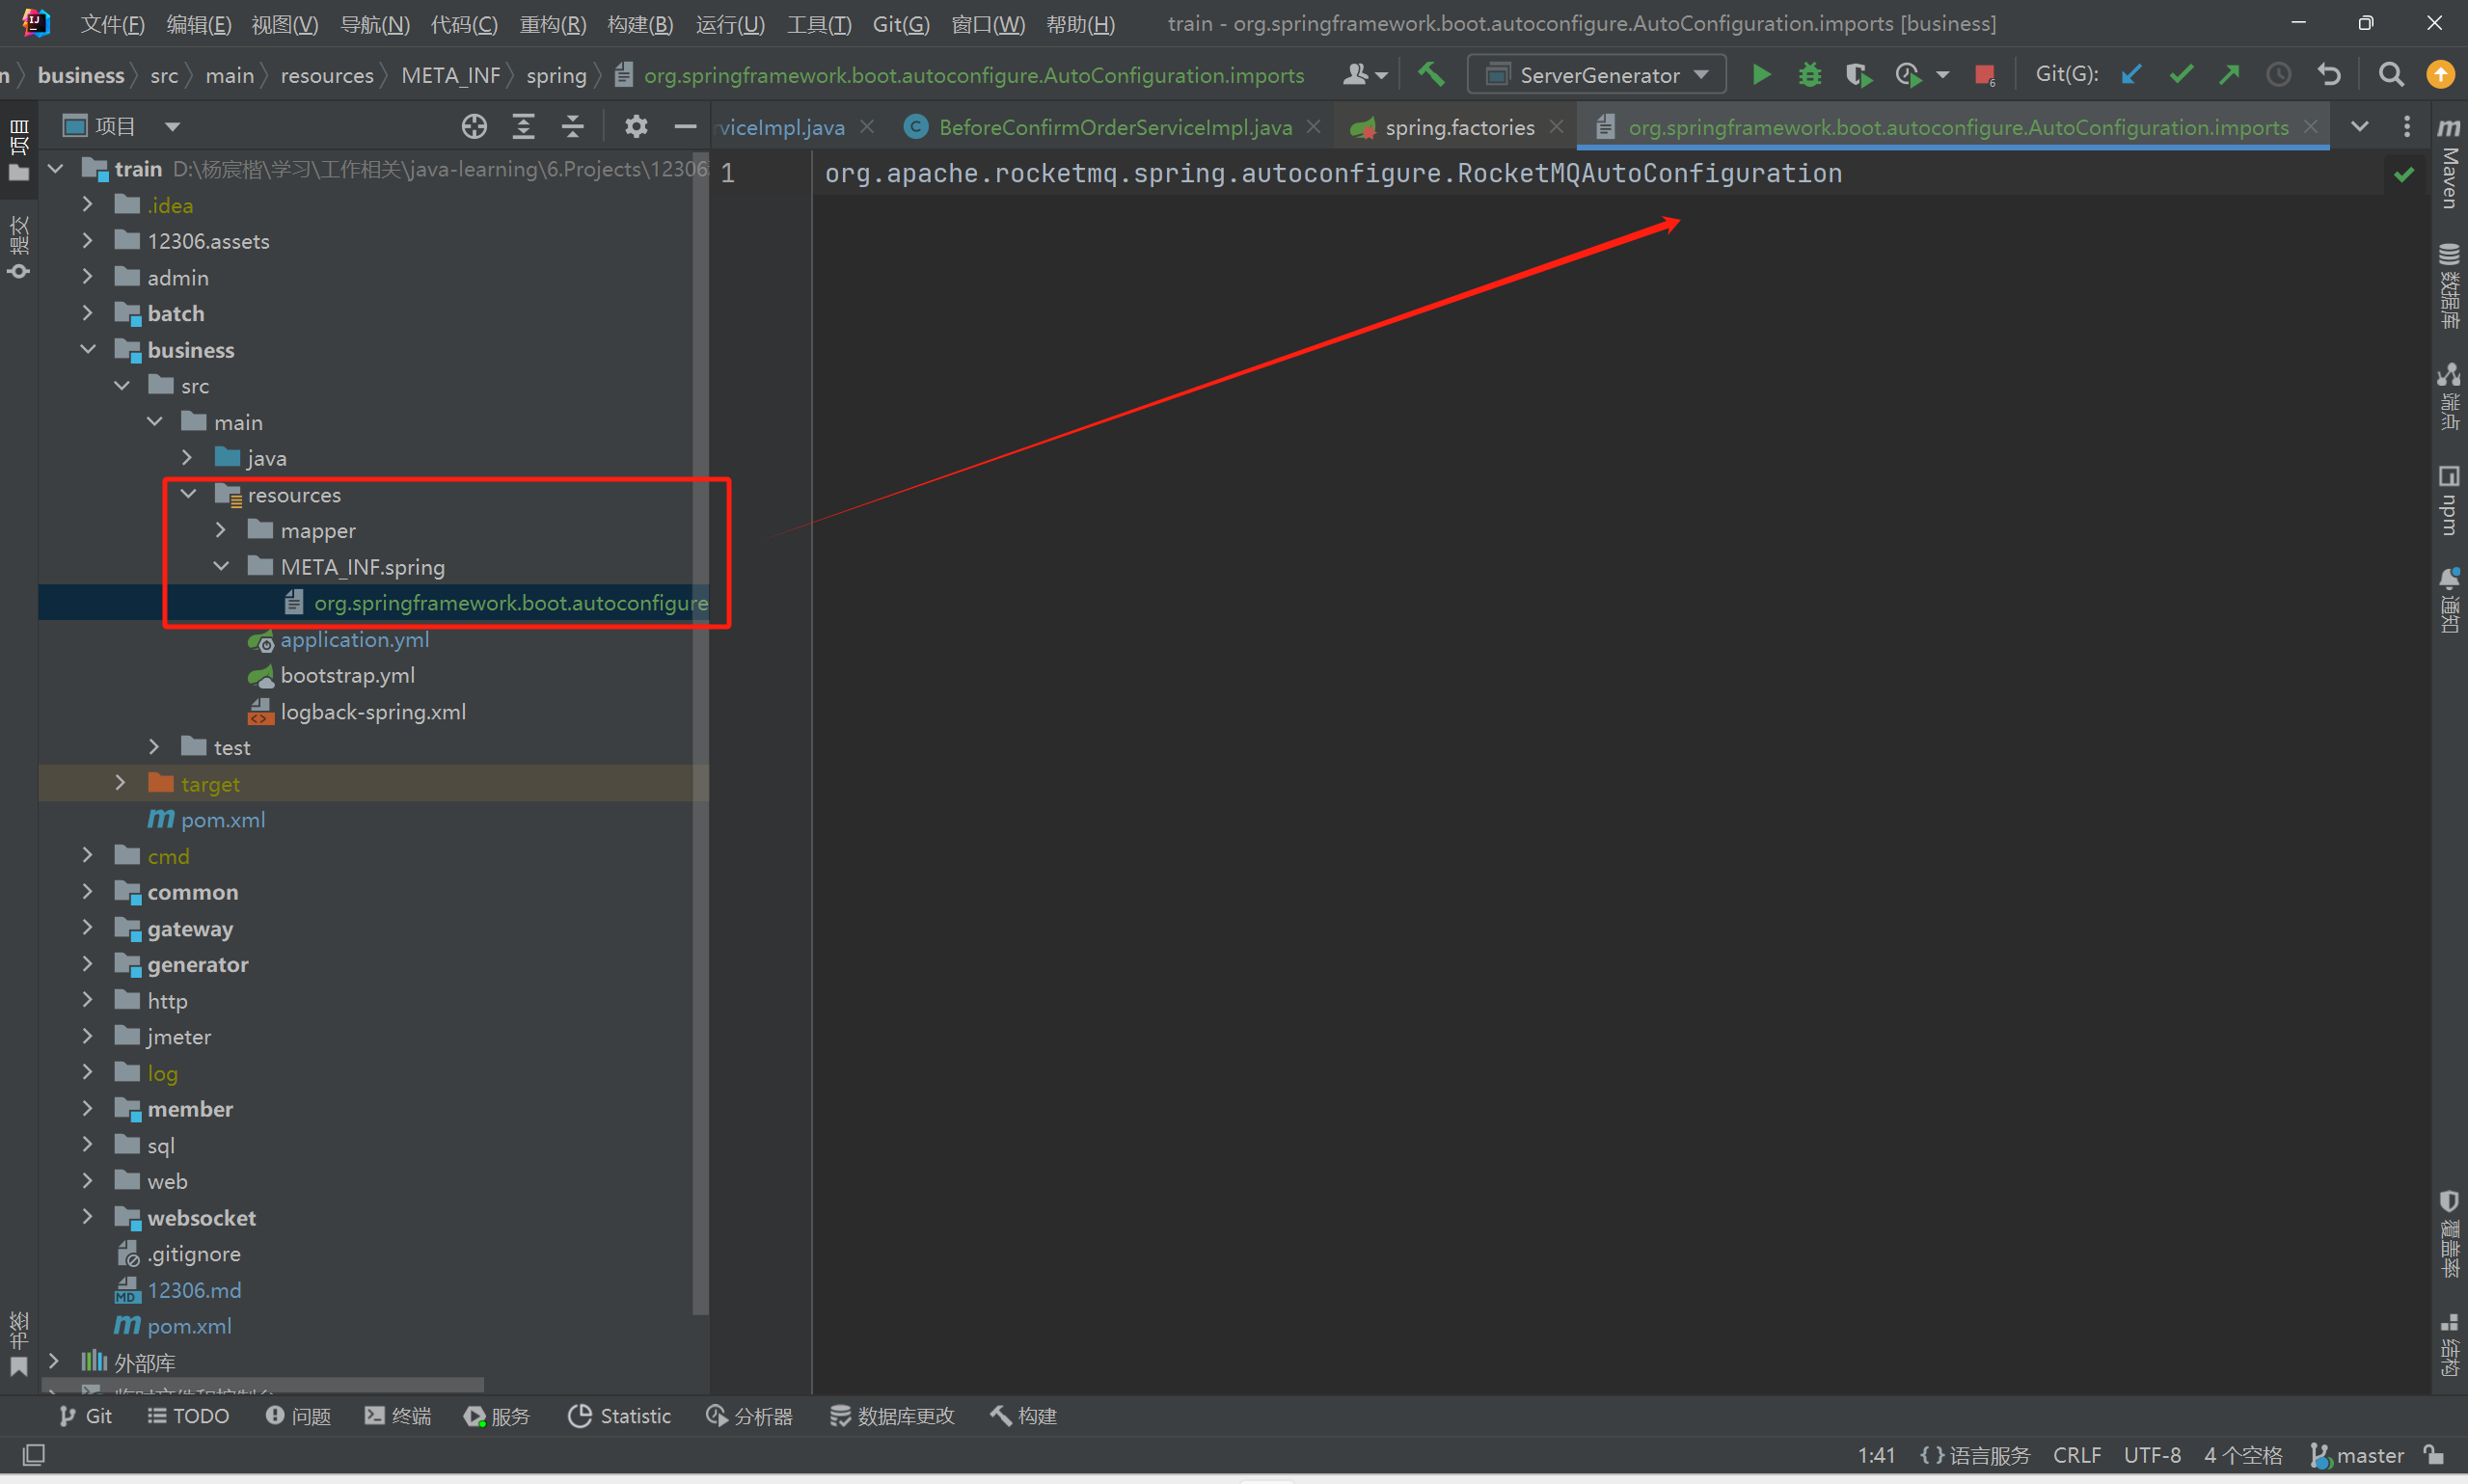 文件(F) 编辑(E) 视图(V) 导航(N) 代码(C) 重构(R) 构建(B) 运行(U) 工具(T) Git(G) 窗口(W) 帮助(H) train - org.springframework.boot.autoconfigure.AutoConfiguration.imports [business]
n business src main resources META_INF spring org.springframework.boot.autoconfigure.AutoConfiguration.imports ServerGenerator 6 Git(G):
项目 viceImpl.java BeforeConfirmOrderServiceImpl.java spring.factories org.springframework.boot.autoconfigure.AutoConfiguration.imports
train D:\杨宸楷\学习\工作相关\java-learning\6.Projects\12306
1 org.apache.rocketmq.spring.autoconfigure.RocketMQAutoConfiguration
.idea
12306.assets
admin
batch
business
src
main
java
resources
mapper
META_INF.spring
org.springframework.boot.autoconfigure
application.yml
bootstrap.yml
logback-spring.xml
test
target
pom.xml
cmd
common
gateway
generator
http
jmeter
log
member
sql
web
websocket
.gitignore
12306.md
pom.xml
外部库
项目
提交
书签
Maven
数据库
端点
npm
通知
覆盖率
结构
Git TODO 问题 终端 服务 Statistic 分析器 数据库更改 构建
1:41 {} 语言服务 CRLF UTF-8 4 个空格 master